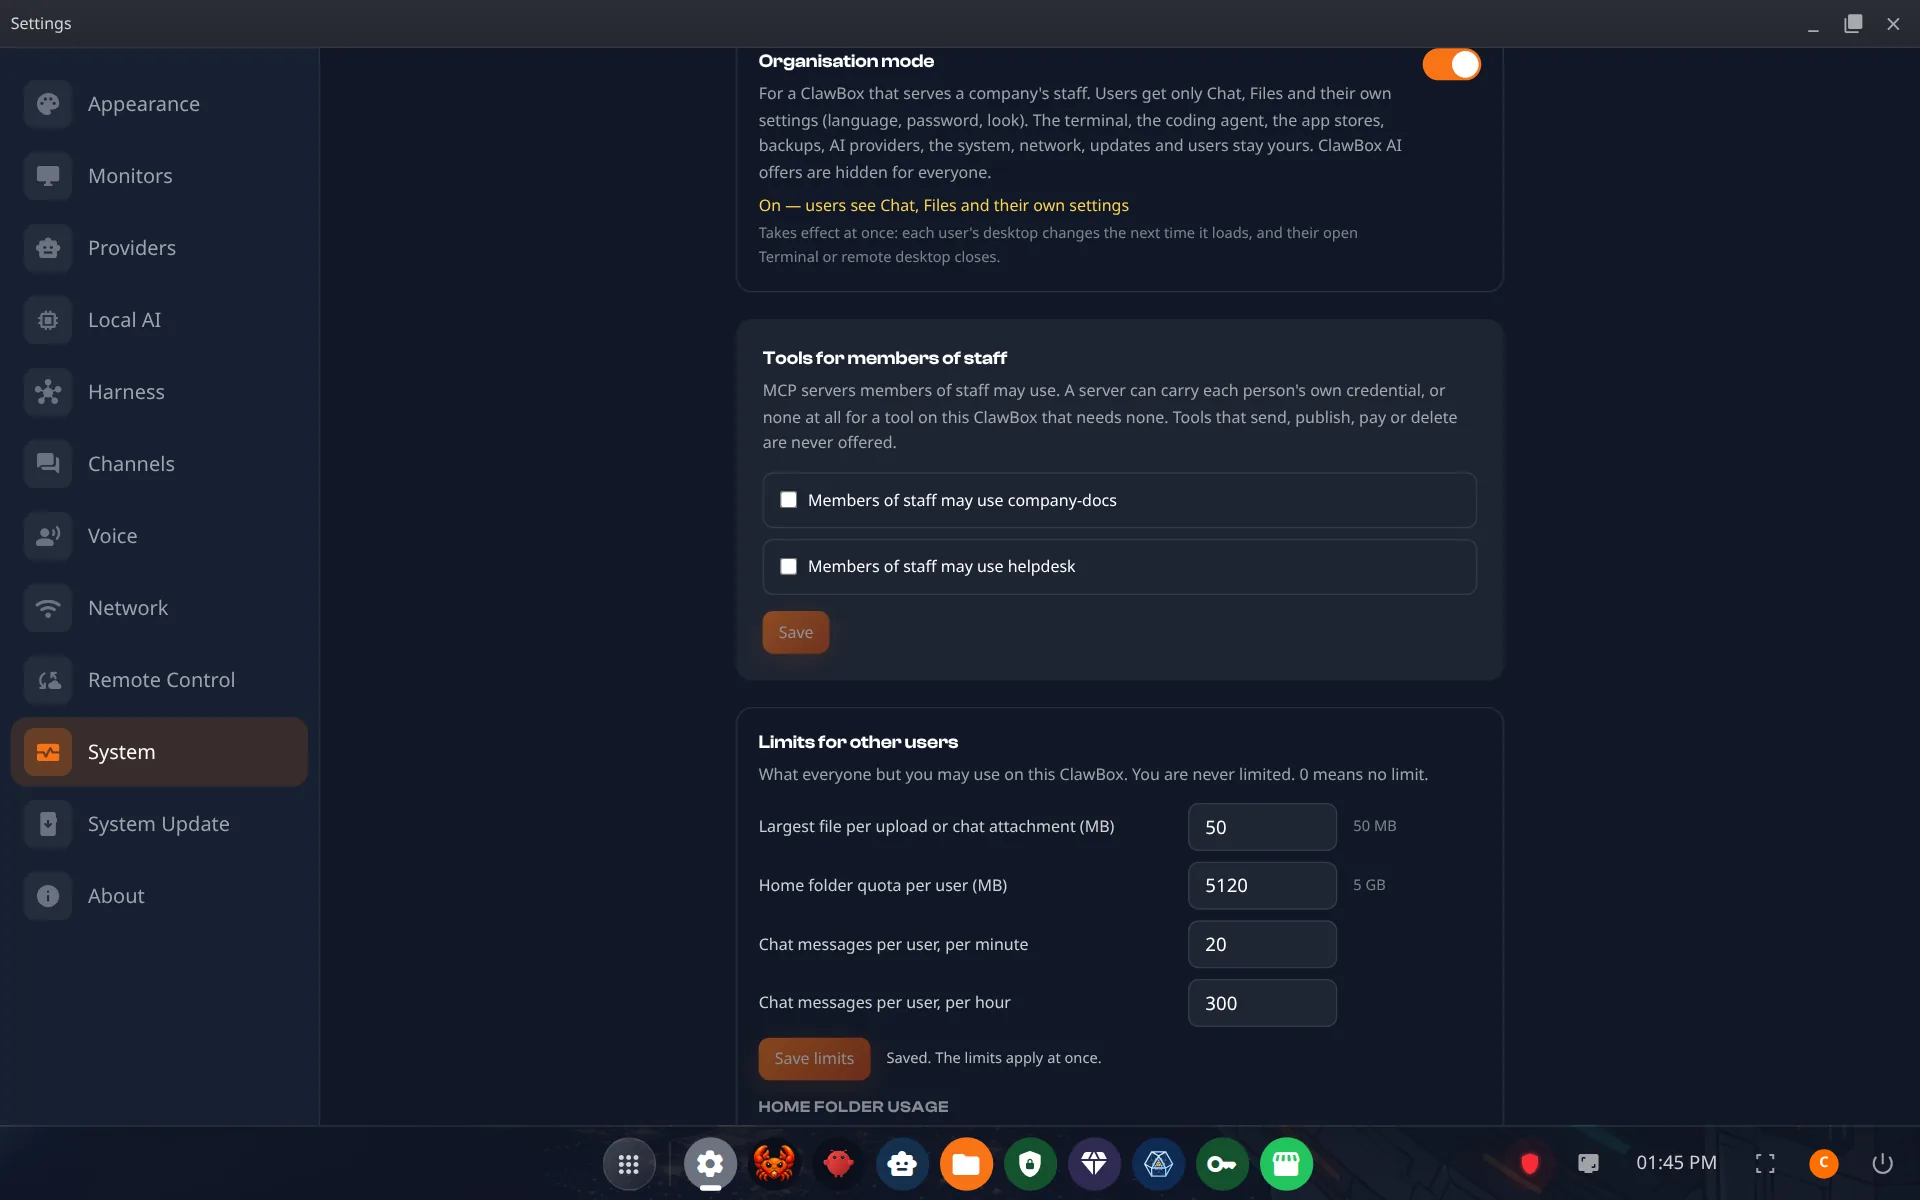 Settings
Appearance
Monitors
Providers
Local AI
Harness
Channels
Voice
Network
Remote Control
System
System Update
About
Organisation mode
For a ClawBox that serves a company's staff. Users get only Chat, Files and their own
settings (language, password, look). The terminal, the coding agent, the app stores,
backups, AI providers, the system, network, updates and users stay yours. ClawBox AI
offers are hidden for everyone.
On — users see Chat, Files and their own settings
Takes effect at once: each user's desktop changes the next time it loads, and their open
Terminal or remote desktop closes.
Tools for members of staff
MCP servers members of staff may use. A server can carry each person's own credential, or
none at all for a tool on this ClawBox that needs none. Tools that send, publish, pay or delete
are never offered.
Members of staff may use company-docs
Members of staff may use helpdesk
Save
Limits for other users
What everyone but you may use on this ClawBox. You are never limited. 0 means no limit.
Largest file per upload or chat attachment (MB) 50 50 MB
Home folder quota per user (MB) 5120 5 GB
Chat messages per user, per minute 20
Chat messages per user, per hour 300
Save limits Saved. The limits apply at once.
HOME FOLDER USAGE
01:45 PM C